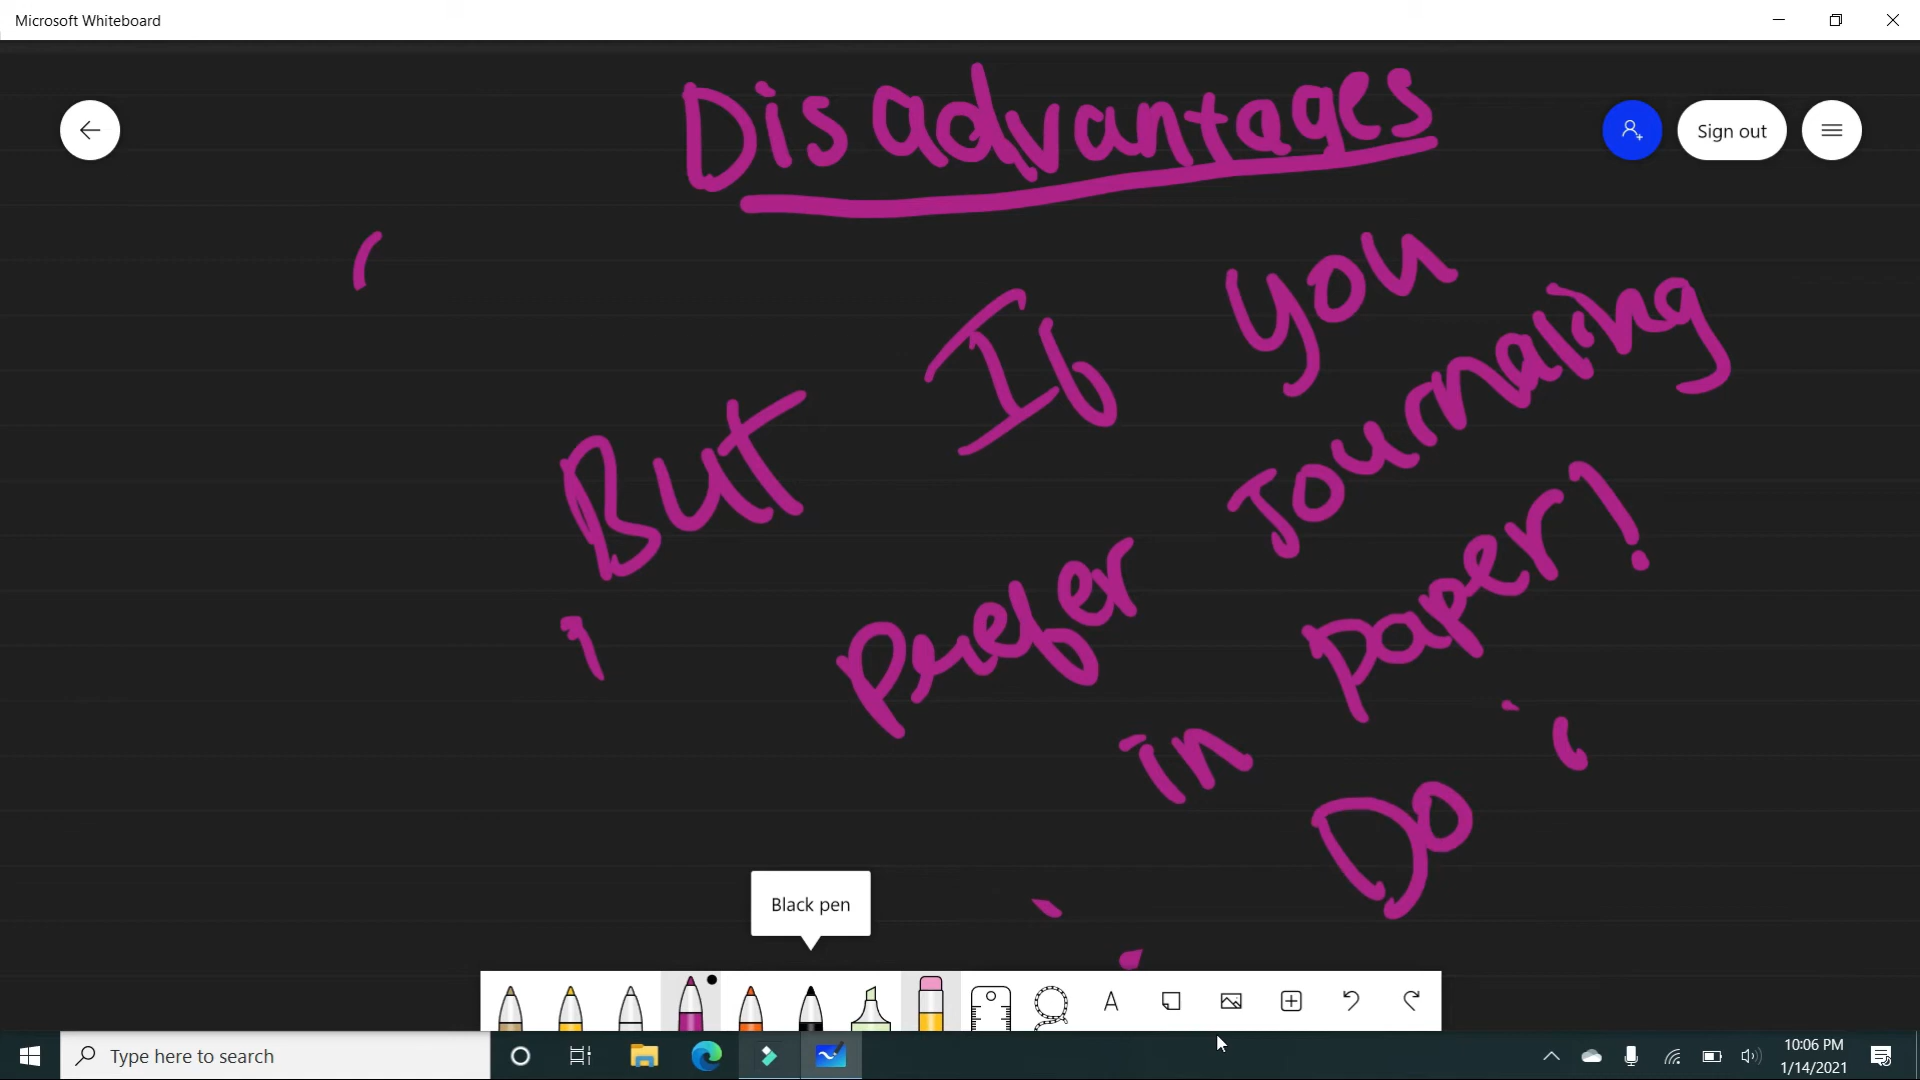 Microsoft Whiteboard
Disadvantages
Sign out
But If you
prefer Journaling
in paper!
Do
Black pen
Type here to search
10:06 PM
1/14/2021